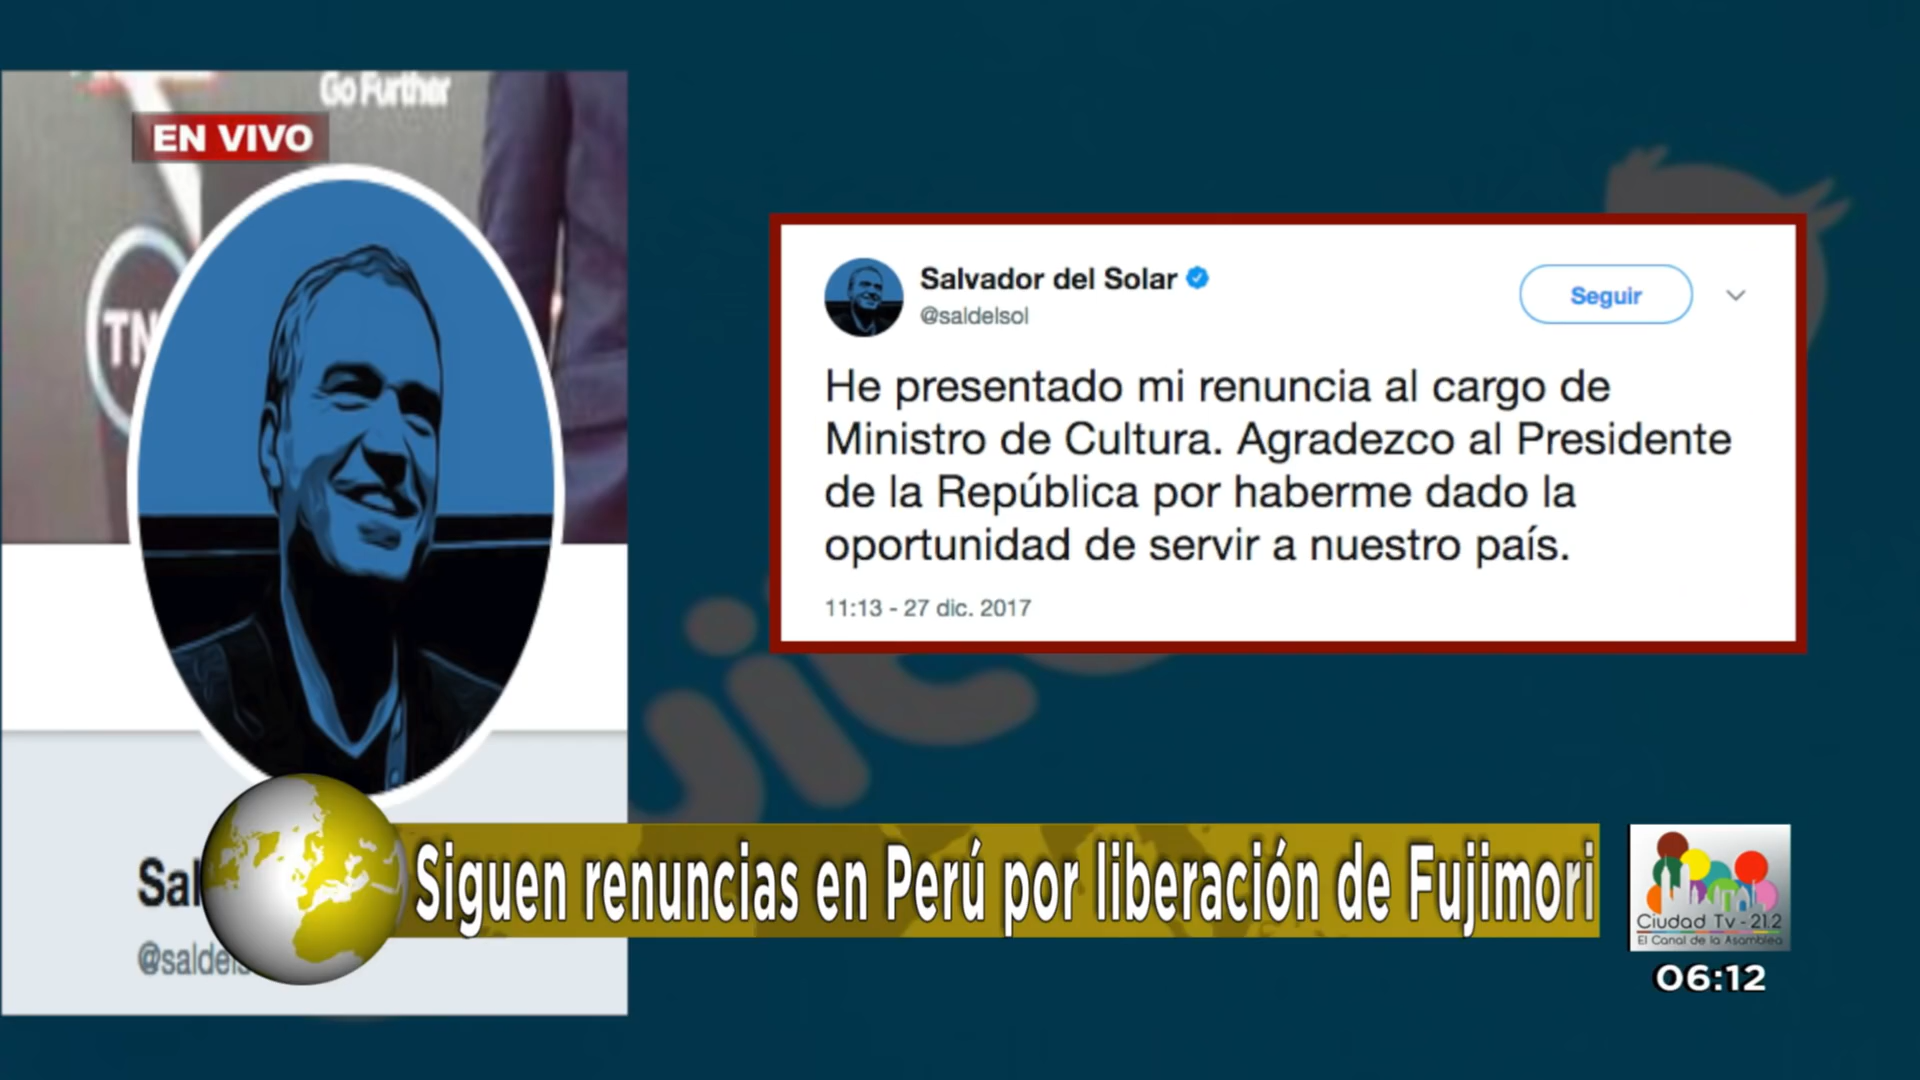 Go Further
EN VIVO
TN
Salvador del Solar
@saldelsol
Seguir
He presentado mi renuncia al cargo de
Ministro de Cultura. Agradezco al Presidente
de la República por haberme dado la
oportunidad de servir a nuestro país.
11:13 - 27 dic. 2017
Sal
@saldels
Siguen renuncias en Perú por liberación de Fujimori
Ciudad Tv - 21.2
El Canal de la Asamblea
06:12